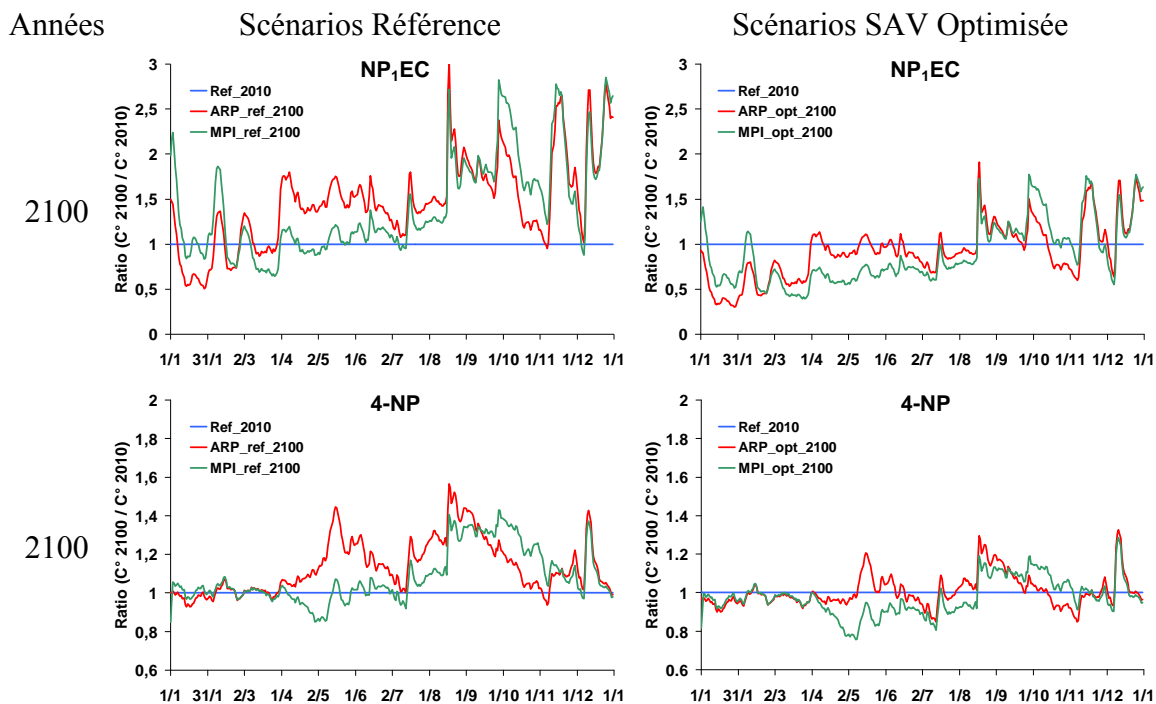 Années Scénarios Référence Scénarios SAV Optimisée
2100
NP₁EC
Ref_2010
ARP_ref_2100
MPI_ref_2100
Ratio (C° 2100 / C° 2010)
3
2,5
2
1,5
1
0,5
0
1/1 31/1 2/3 1/4 2/5 1/6 2/7 1/8 1/9 1/10 1/11 1/12 1/1
NP₁EC
Ref_2010
ARP_opt_2100
MPI_opt_2100
Ratio (C° 2100 / C° 2010)
3
2,5
2
1,5
1
0,5
0
1/1 31/1 2/3 1/4 2/5 1/6 2/7 1/8 1/9 1/10 1/11 1/12 1/1
2100
4-NP
Ref_2010
ARP_ref_2100
MPI_ref_2100
Ratio (C° 2100 / C° 2010)
2
1,8
1,6
1,4
1,2
1
0,8
0,6
1/1 31/1 2/3 1/4 2/5 1/6 2/7 1/8 1/9 1/10 1/11 1/12 1/1
4-NP
Ref_2010
ARP_opt_2100
MPI_opt_2100
Ratio (C° 2100 / C° 2010)
2
1,8
1,6
1,4
1,2
1
0,8
0,6
1/1 31/1 2/3 1/4 2/5 1/6 2/7 1/8 1/9 1/10 1/11 1/12 1/1